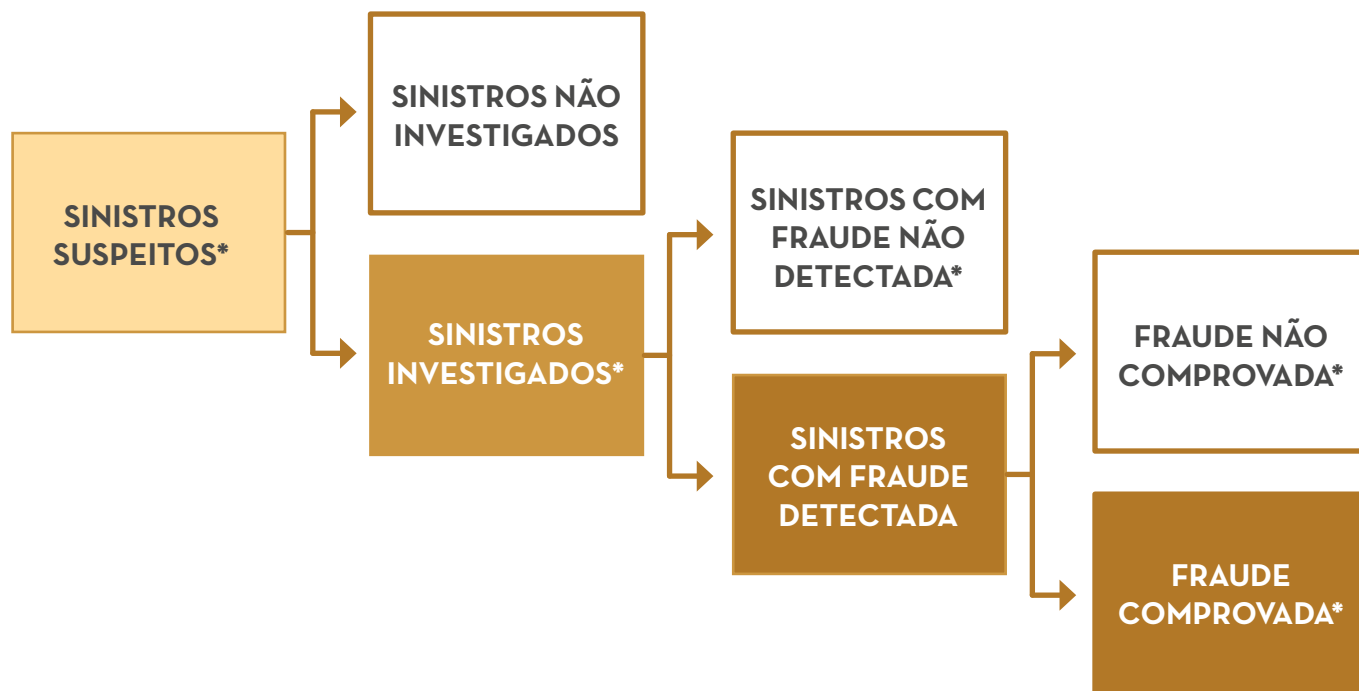 SINISTROS NÃO
INVESTIGADOS
SINISTROS
SUSPEITOS*
SINISTROS COM
FRAUDE NÃO
DETECTADA*
SINISTROS
INVESTIGADOS*
FRAUDE NÃO
COMPROVADA*
SINISTROS
COM FRAUDE
DETECTADA
FRAUDE
COMPROVADA*